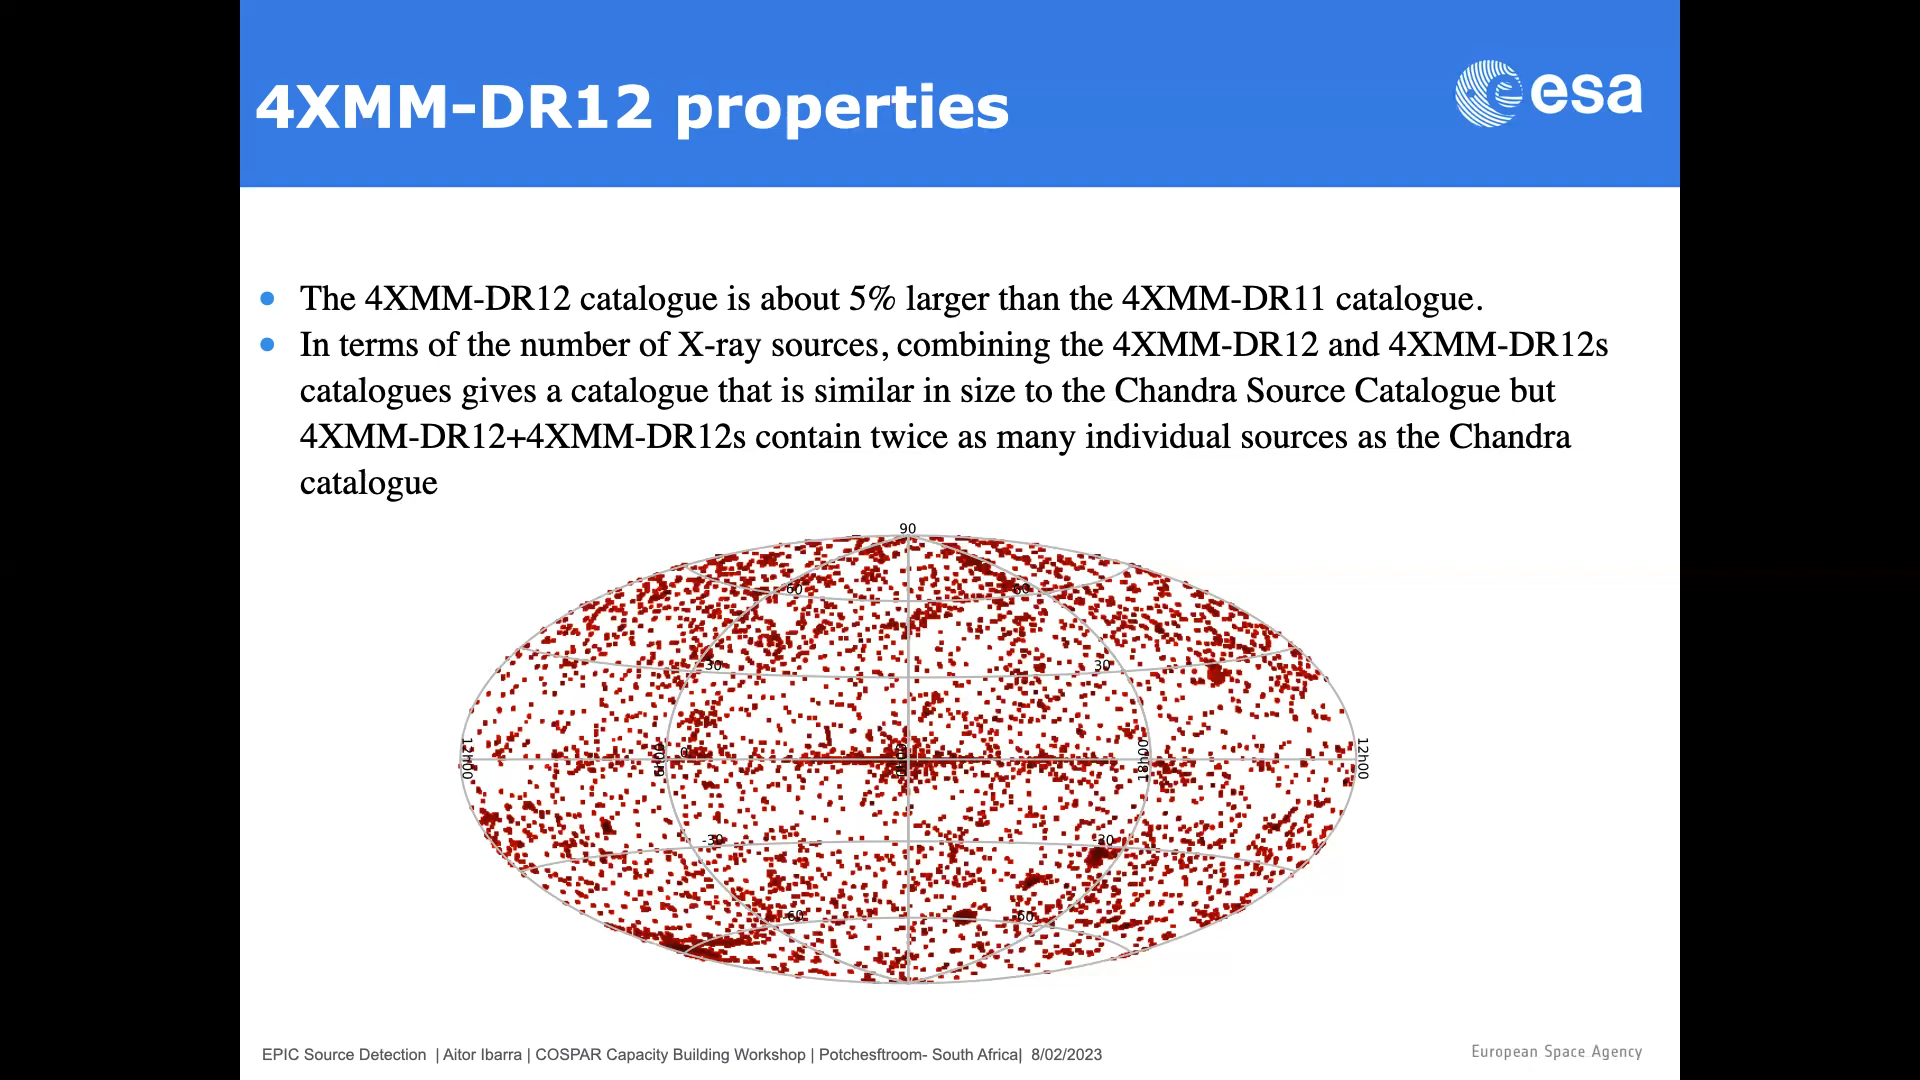 4XMM-DR12 properties
esa
The 4XMM-DR12 catalogue is about 5% larger than the 4XMM-DR11 catalogue.
In terms of the number of X-ray sources, combining the 4XMM-DR12 and 4XMM-DR12s
catalogues gives a catalogue that is similar in size to the Chandra Source Catalogue but
4XMM-DR12+4XMM-DR12s contain twice as many individual sources as the Chandra
catalogue
90
60 60
30 30
12h00 0 18h00 12h00
-30 -30
-60 -60
EPIC Source Detection | Aitor Ibarra | COSPAR Capacity Building Workshop | Potchesftroom- South Africa| 8/02/2023
European Space Agency